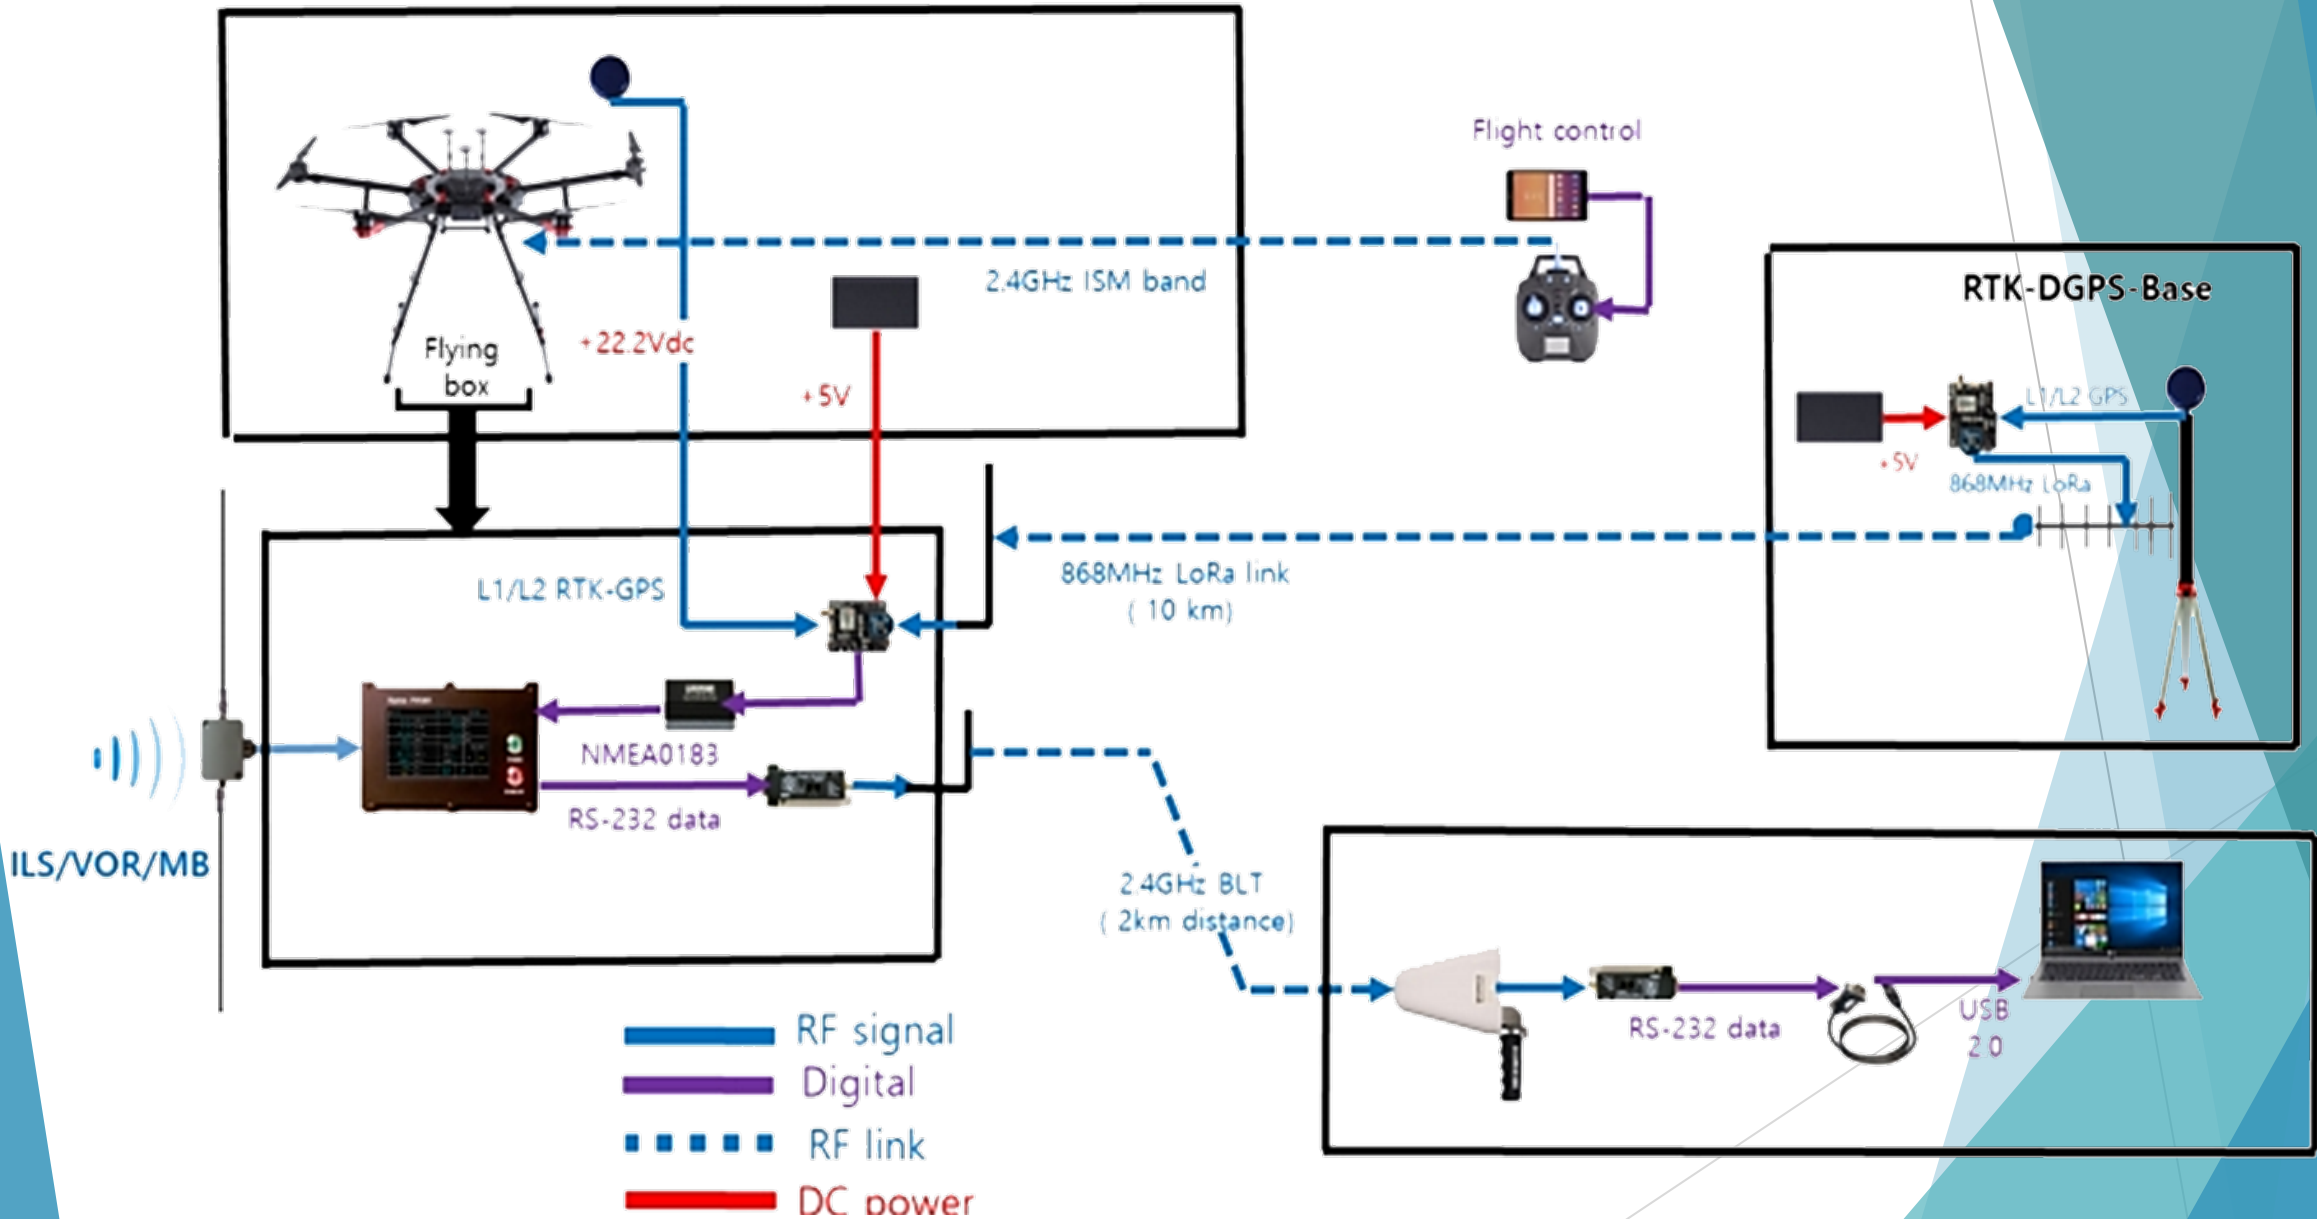 Flight control
2.4GHz ISM band
RTK-DGPS-Base
Flying
box
+22.2Vdc
+5V
L1/L2 GPS
+5V
868MHz LoRa
868MHz LoRa link
( 10 km)
L1/L2 RTK-GPS
NMEA0183
RS-232 data
ILS/VOR/MB
2.4GHz BLT
( 2km distance)
RS-232 data
USB
2.0
RF signal
Digital
RF link
DC power